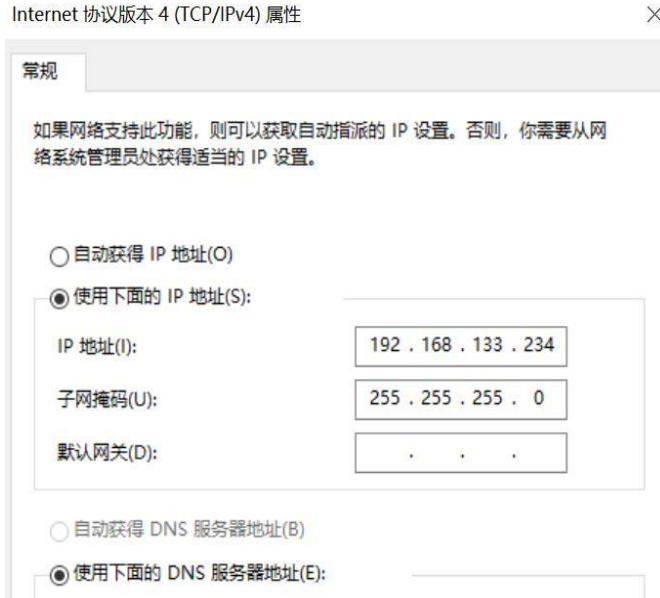 Internet 协议版本 4 (TCP/IPv4) 属性
常规
如果网络支持此功能，则可以获取自动指派的 IP 设置。否则，你需要从网
络系统管理员处获得适当的 IP 设置。
自动获得 IP 地址(O)
使用下面的 IP 地址(S):
IP 地址(I): 192 . 168 . 133 . 234
子网掩码(U): 255 . 255 . 255 . 0
默认网关(D): . . .
自动获得 DNS 服务器地址(B)
使用下面的 DNS 服务器地址(E):